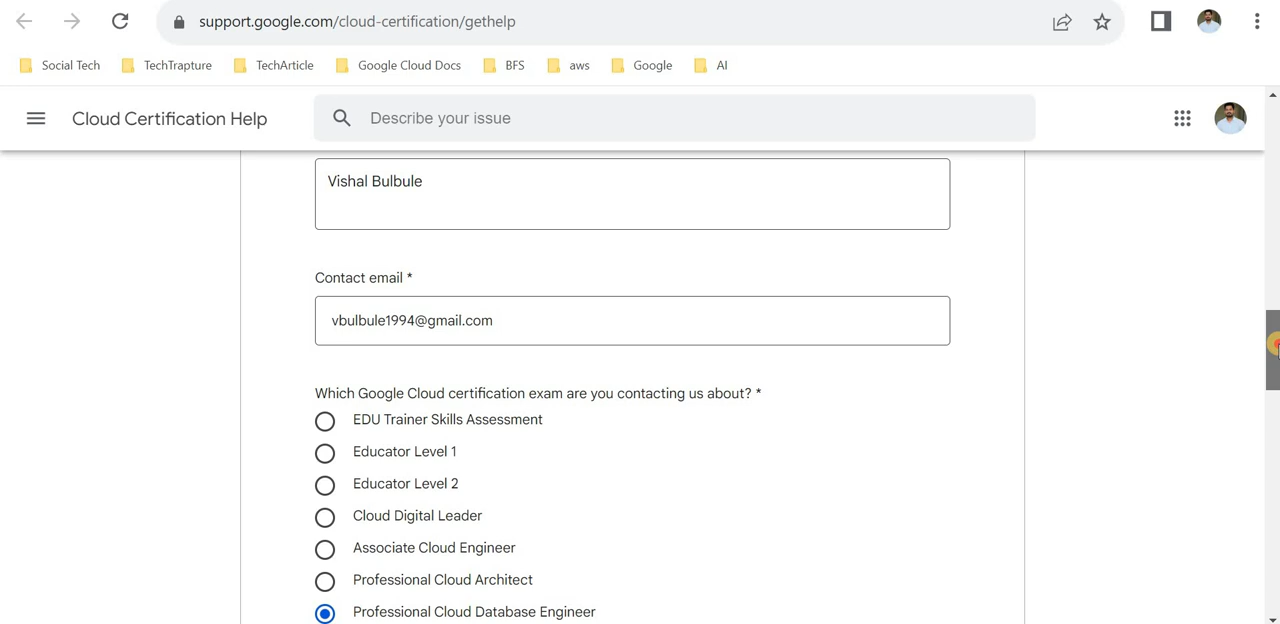 support.google.com/cloud-certification/gethelp
Social Tech
TechTrapture
TechArticle
Google Cloud Docs
BFS
aws
Google
AI
Cloud Certification Help
Describe your issue
Vishal Bulbule
Contact email *
vbulbule1994@gmail.com
Which Google Cloud certification exam are you contacting us about? *
EDU Trainer Skills Assessment
Educator Level 1
Educator Level 2
Cloud Digital Leader
Associate Cloud Engineer
Professional Cloud Architect
Professional Cloud Database Engineer